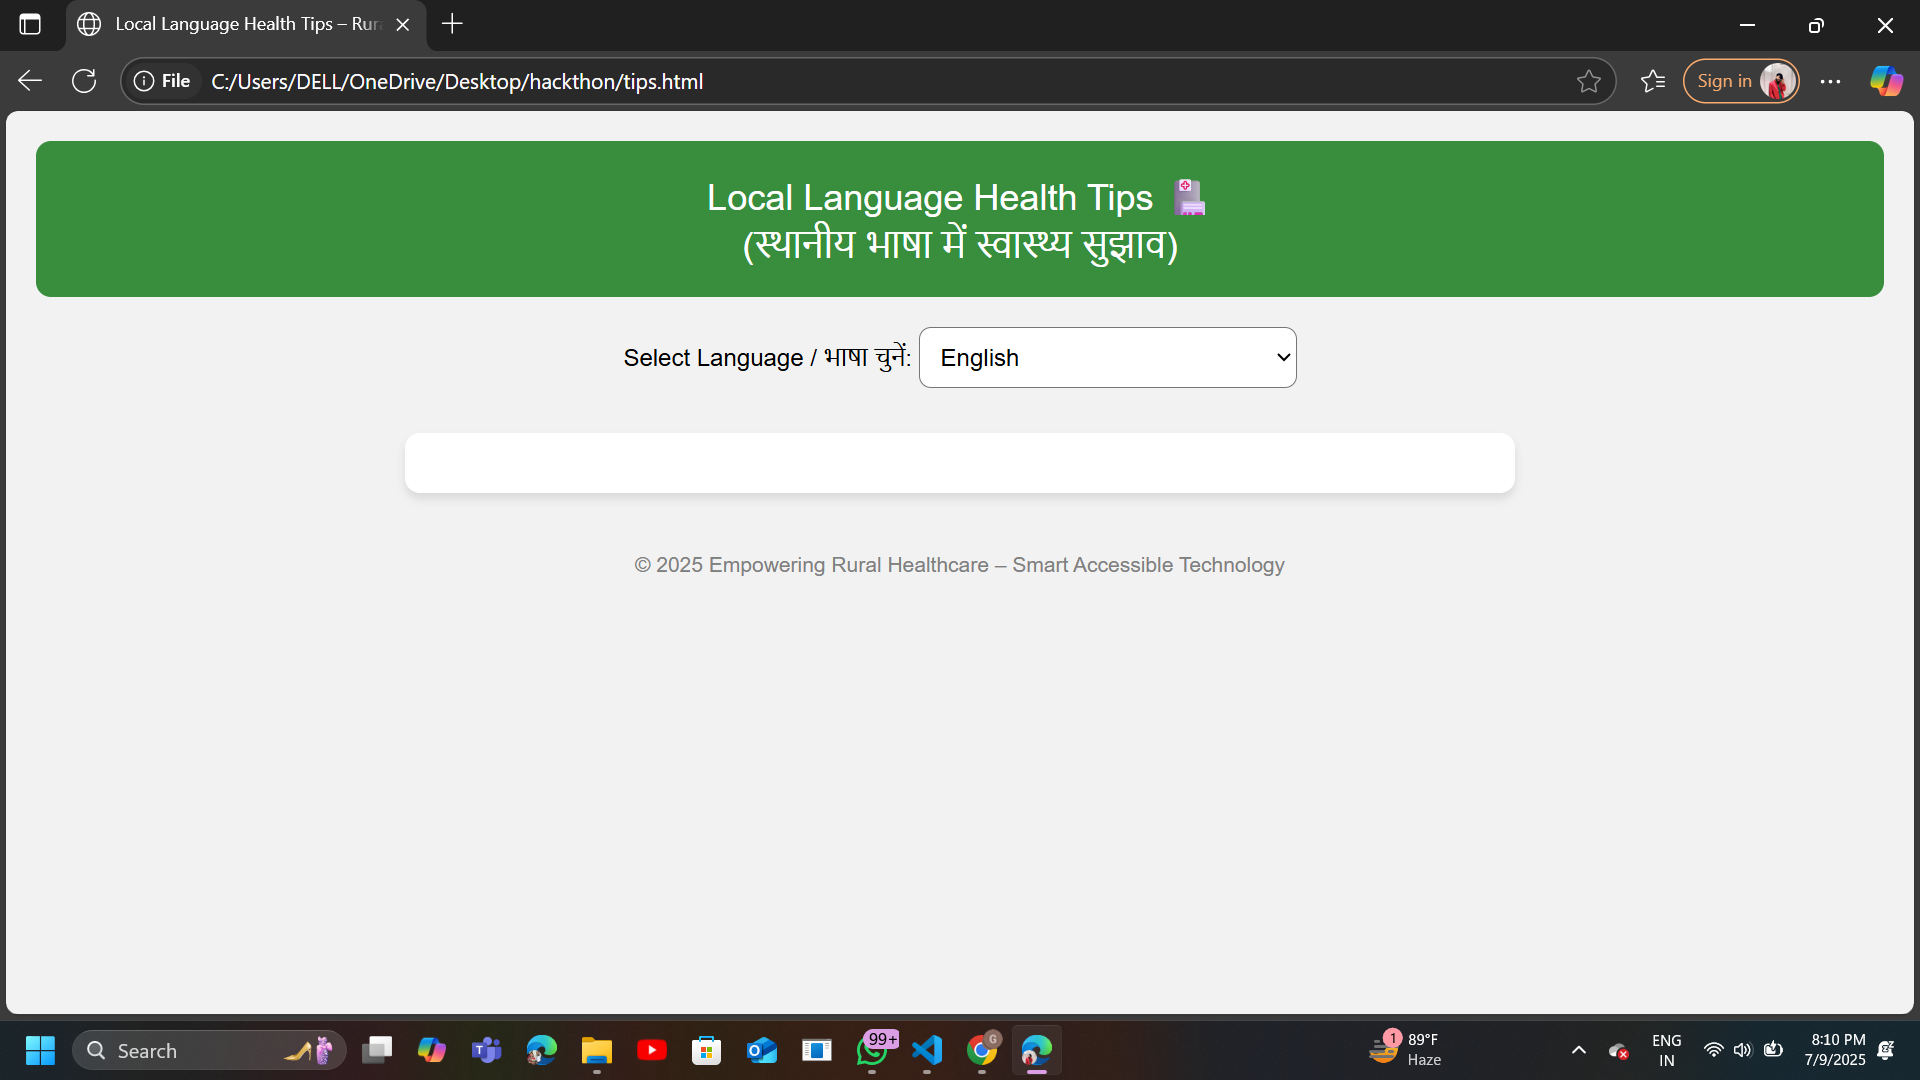 Local Language Health Tips – Rur
File
C:/Users/DELL/OneDrive/Desktop/hackthon/tips.html
Sign in
Local Language Health Tips
(स्थानीय भाषा में स्वास्थ्य सुझाव)
Select Language / भाषा चुनें:
English
© 2025 Empowering Rural Healthcare – Smart Accessible Technology
Search
99+
G
1
89°F
Haze
ENG
IN
8:10 PM
7/9/2025